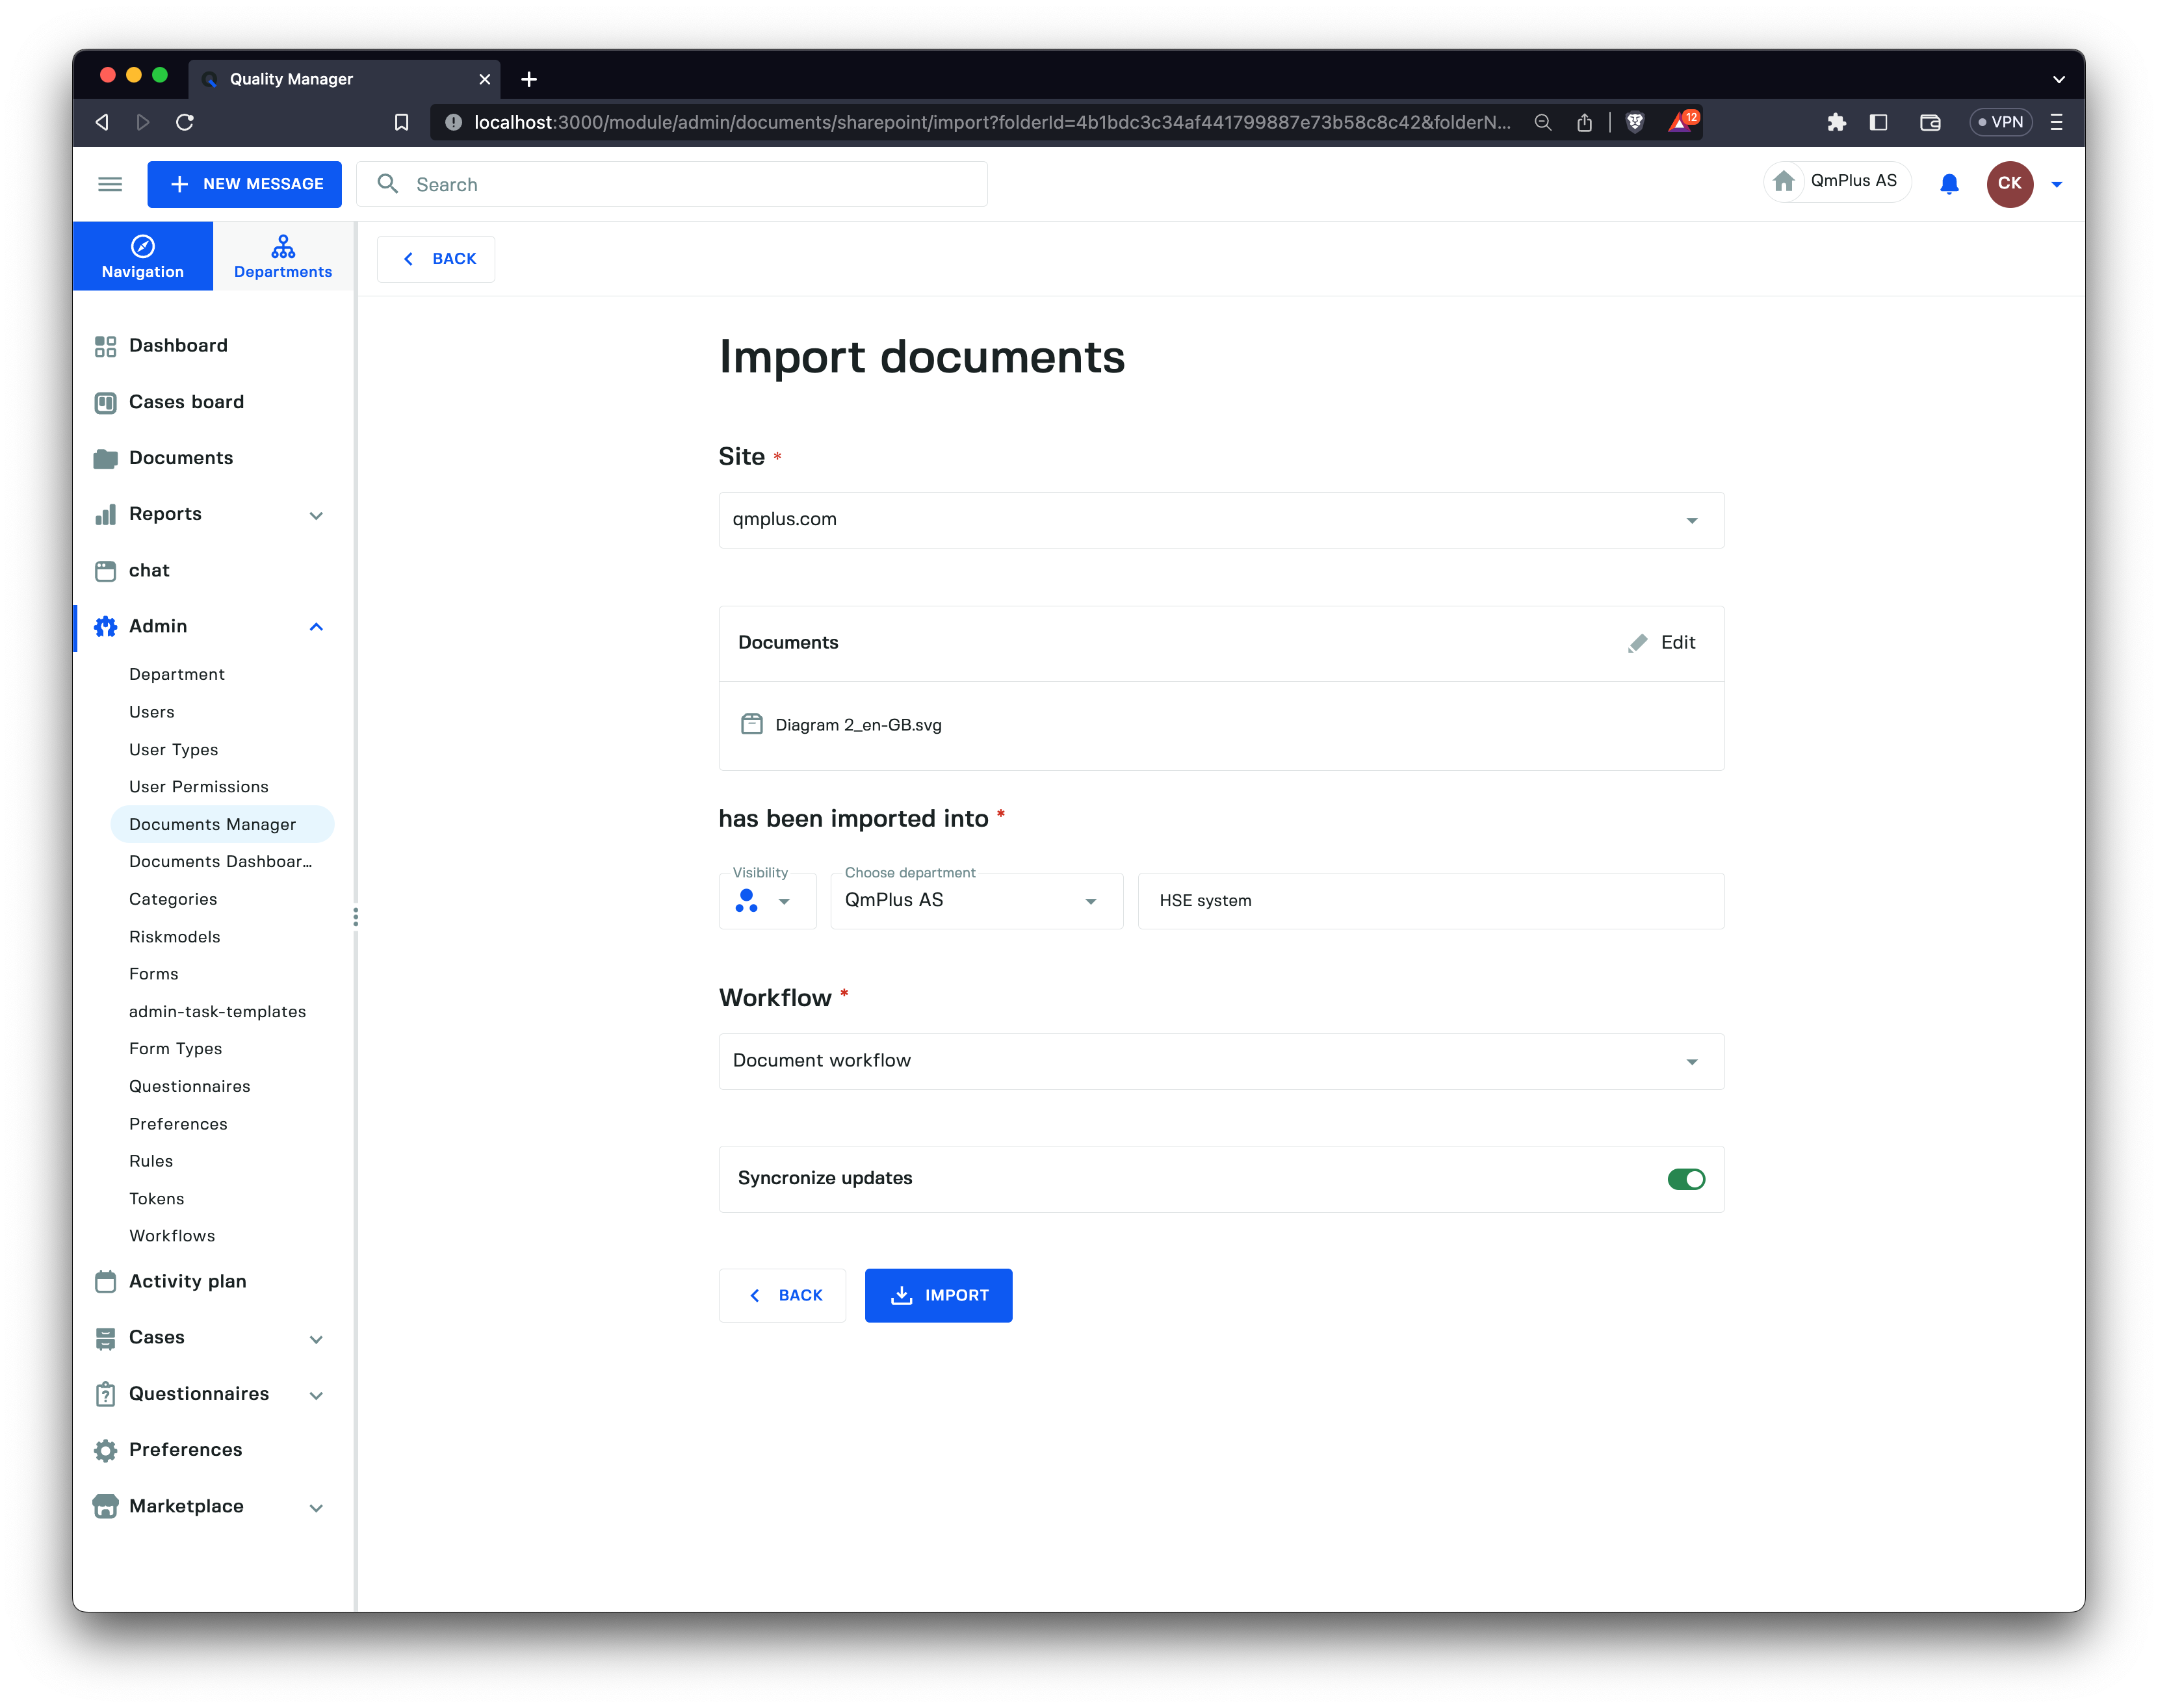 Quality Manager
localhost:3000/module/admin/documents/sharepoint/import?folderId=4b1bdc3c34af441799887e73b58c8c42&folderN...
12
VPN
NEW MESSAGE
Search
QmPlus AS
CK
Navigation
Departments
BACK
Dashboard
Cases board
Documents
Reports
chat
Admin
Department
Users
User Types
User Permissions
Documents Manager
Documents Dashboar...
Categories
Riskmodels
Forms
admin-task-templates
Form Types
Questionnaires
Preferences
Rules
Tokens
Workflows
Activity plan
Cases
Questionnaires
Preferences
Marketplace
Import documents
Site *
qmplus.com
Documents
Edit
Diagram 2_en-GB.svg
has been imported into *
Visibility
Choose department
QmPlus AS
HSE system
Workflow *
Document workflow
Syncronize updates
BACK
IMPORT